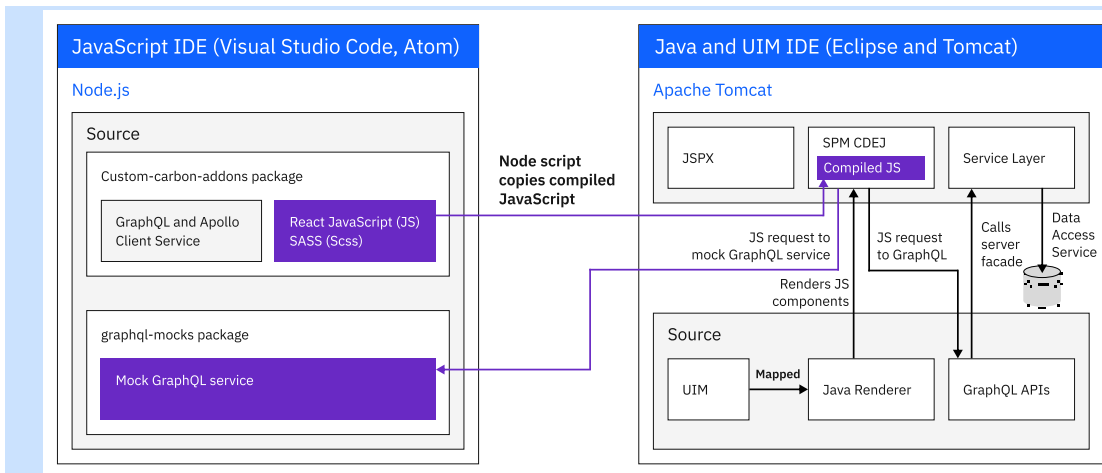 JavaScript IDE (Visual Studio Code, Atom)
Node.js
Source
Custom-carbon-addons package
GraphQL and Apollo
Client Service
React JavaScript (JS)
SASS (Scss)
graphql-mocks package
Mock GraphQL service
Node script
copies compiled
JavaScript
Java and UIM IDE (Eclipse and Tomcat)
Apache Tomcat
JSPX
SPM CDEJ
Compiled JS
Service Layer
JS request to
mock GraphQL service
JS request
to GraphQL
Calls
server
facade
Data
Access
Service
Renders JS
components
Source
UIM
Mapped
Java Renderer
GraphQL APIs